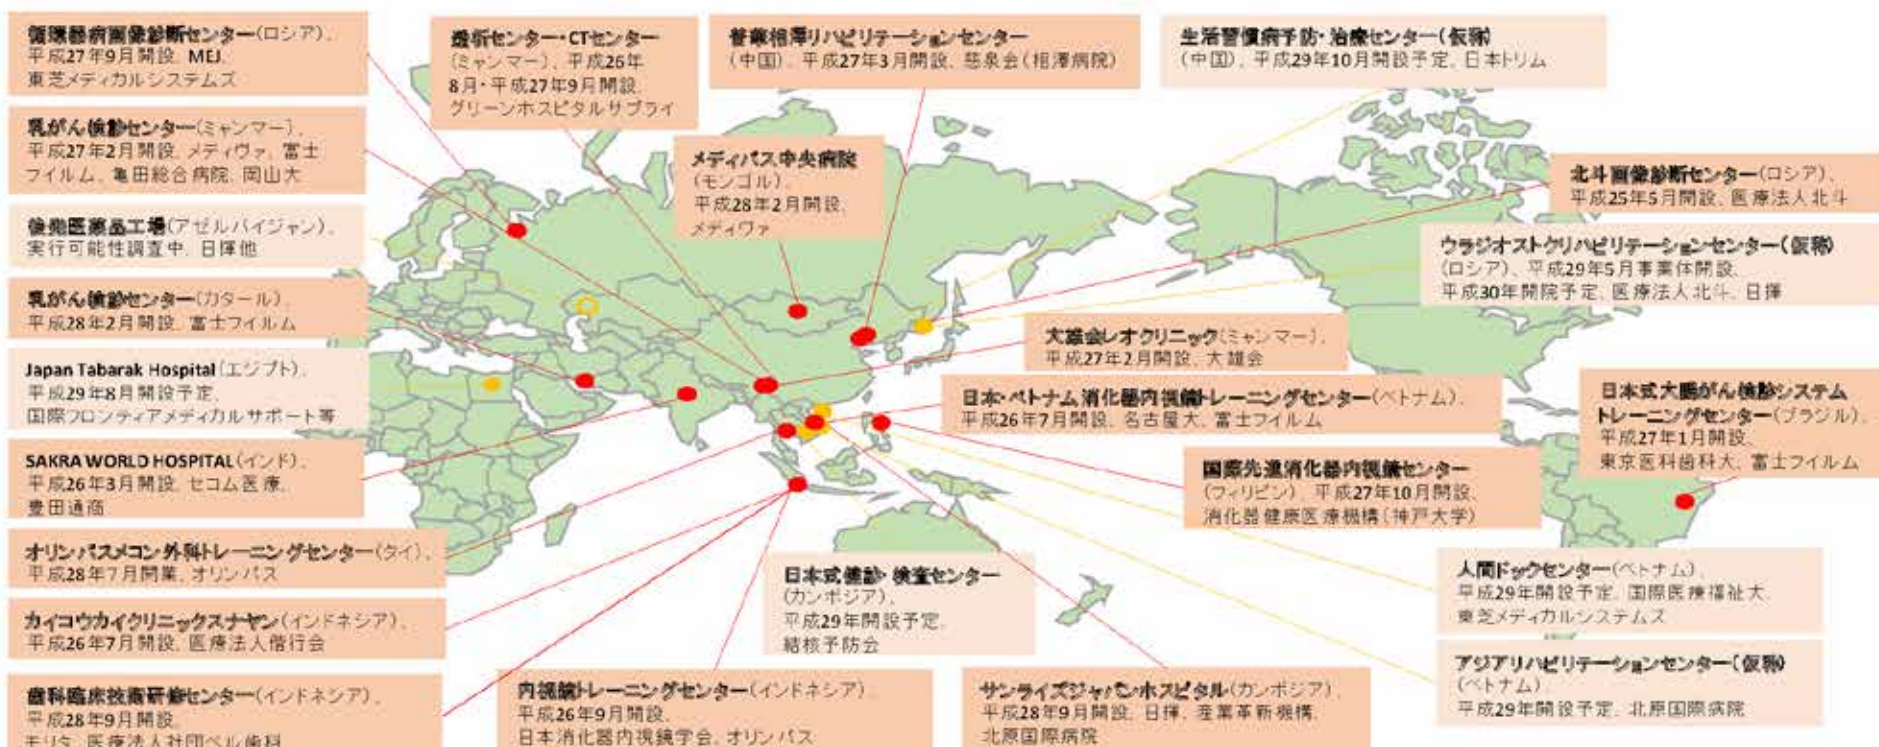 循環器病画像診断センター(ロシア)、
平成27年9月開設、MEJ、
東芝メディカルシステムズ
透析センター・CTセンター
(ミャンマー)、平成26年
8月・平成27年9月開設、
グリーンホスピタルサプライ
普華相澤リハビリテーションセンター
(中国)、平成27年3月開設、慈泉会(相澤病院)
生活習慣病予防・治療センター(仮称)
(中国)、平成29年10月開設予定、日本トリム
乳がん検診センター(ミャンマー)、
平成27年2月開設、メディヴァ、富士
フイルム、亀田総合病院、岡山大
メディパス中央病院
(モンゴル)、
平成28年2月開設、
メディヴァ
北斗画像診断センター(ロシア)、
平成25年5月開設、医療法人北斗
後発医薬品工場(アゼルバイジャン)、
実行可能性調査中、日揮他
ウラジオストクリハビリテーションセンター(仮称)
(ロシア)、平成29年5月事業体開設、
平成30年開院予定、医療法人北斗、日揮
乳がん検診センター(カタール)、
平成28年2月開設、富士フイルム
大雄会レオクリニック(ミャンマー)、
平成27年2月開設、大雄会
Japan Tabarak Hospital(エジプト)、
平成29年8月開設予定、
国際フロンティアメディカルサポート等
日本・ベトナム消化器内視鏡トレーニングセンター(ベトナム)、
平成26年7月開設、名古屋大、富士フイルム
日本式大腸がん検診システム
トレーニングセンター(ブラジル)、
平成27年1月開設、
東京医科歯科大、富士フイルム
SAKRA WORLD HOSPITAL(インド)、
平成26年3月開設、セコム医療、
豊田通商
国際先進消化器内視鏡センター
(フィリピン)、平成27年10月開設、
消化器健康医療機構(神戸大学)
オリンパスメコン外科トレーニングセンター(タイ)、
平成28年7月開業、オリンパス
日本式健診・検査センター
(カンボジア)、
平成29年開設予定、
結核予防会
人間ドックセンター(ベトナム)、
平成29年開設予定、国際医療福祉大、
東芝メディカルシステムズ
カイコウカイクリニックスナヤン(インドネシア)、
平成26年7月開設、医療法人偕行会
アジアリハビリテーションセンター(仮称)
(ベトナム)、
平成29年開設予定、北原国際病院
歯科臨床技術研修センター(インドネシア)、
平成28年9月開設、
モリタ、医療法人社団ベル歯科
内視鏡トレーニングセンター(インドネシア)、
平成26年9月開設、
日本消化器内視鏡学会、オリンパス
サンライズジャパンホスピタル(カンボジア)、
平成28年9月開設、日揮、産業革新機構、
北原国際病院